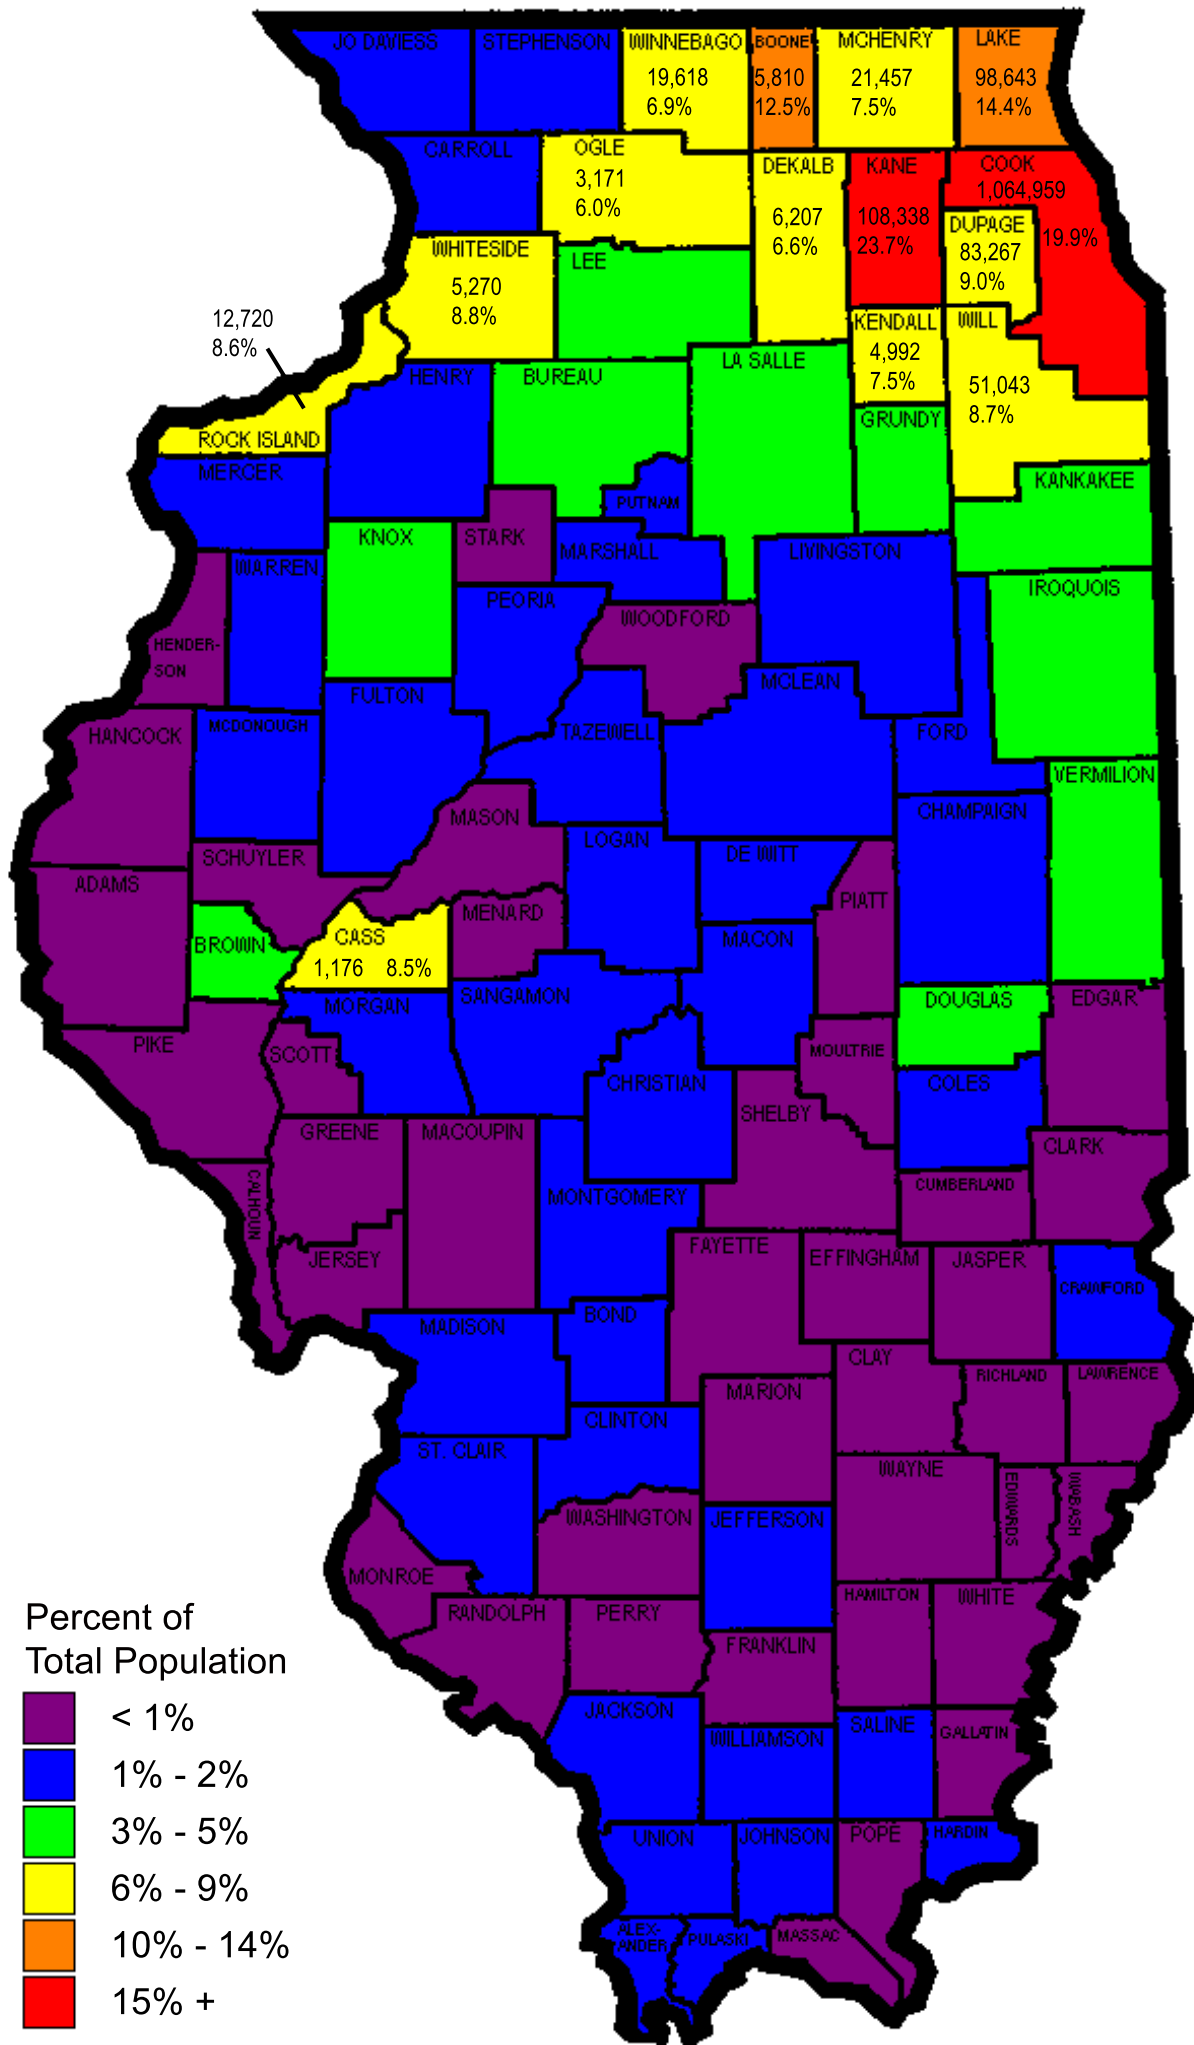 JO DAVIESS
STEPHENSON
WINNEBAGO
19,618
6.9%
BOONE
5,810
12.5%
MCHENRY
21,457
7.5%
LAKE
98,643
14.4%
CARROLL
OGLE
3,171
6.0%
DEKALB
6,207
6.6%
KANE
108,338
23.7%
COOK
1,064,959
19.9%
DUPAGE
83,267
9.0%
WHITESIDE
5,270
8.8%
LEE
12,720
8.6%
ROCK ISLAND
HENRY
BUREAU
LA SALLE
KENDALL
4,992
7.5%
WILL
51,043
8.7%
GRUNDY
MERCER
PUTNAM
KANKAKEE
KNOX
STARK
MARSHALL
LIVINGSTON
WARREN
PEORIA
IROQUOIS
HENDER-
SON
WOODFORD
FULTON
MCLEAN
HANCOCK
MCDONOUGH
TAZEWELL
FORD
VERMILION
MASON
CHAMPAIGN
SCHUYLER
LOGAN
DE WITT
ADAMS
PIATT
BROWN
CASS
1,176 8.5%
MENARD
MACON
MORGAN
SANGAMON
DOUGLAS
EDGAR
PIKE
SCOTT
MOULTRIE
CHRISTIAN
COLES
SHELBY
GREENE
MACOUPIN
CLARK
CALHOUN
MONTGOMERY
CUMBERLAND
JERSEY
FAYETTE
EFFINGHAM
JASPER
CRAWFORD
MADISON
BOND
CLAY
RICHLAND
LAWRENCE
MARION
CLINTON
ST. CLAIR
WAYNE
EDWARDS
WABASH
WASHINGTON
JEFFERSON
MONROE
RANDOLPH
PERRY
HAMILTON
WHITE
FRANKLIN
JACKSON
WILLIAMSON
SALINE
GALLATIN
UNION
JOHNSON
POPE
HARDIN
ALEX-
ANDER
PULASKI
MASSAC
Percent of
Total Population
< 1%
1% - 2%
3% - 5%
6% - 9%
10% - 14%
15% +